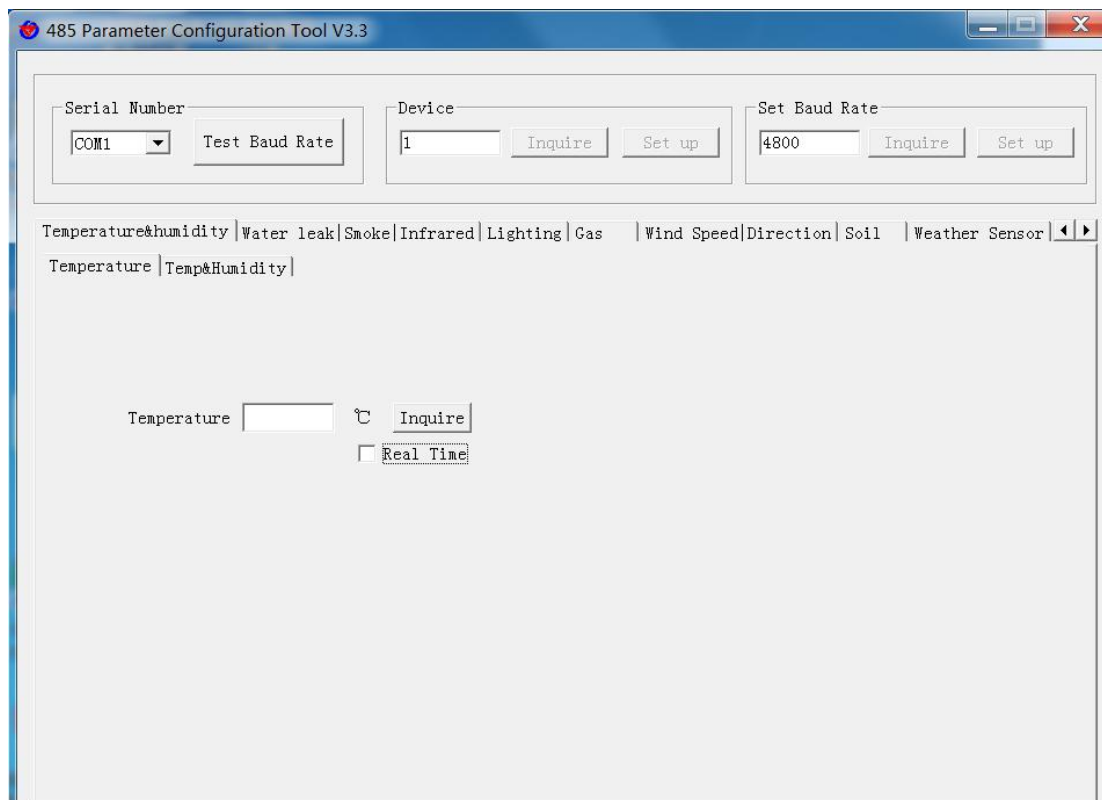 485 Parameter Configuration Tool V3.3
Serial Number
Device
Set Baud Rate
COM1 Test Baud Rate
1 Inquire Set up
4800 Inquire Set up
Temperature&humidity Water leak Smoke Infrared Lighting Gas Wind Speed Direction Soil Weather Sensor
Temperature Temp&Humidity
Temperature ℃ Inquire
Real Time